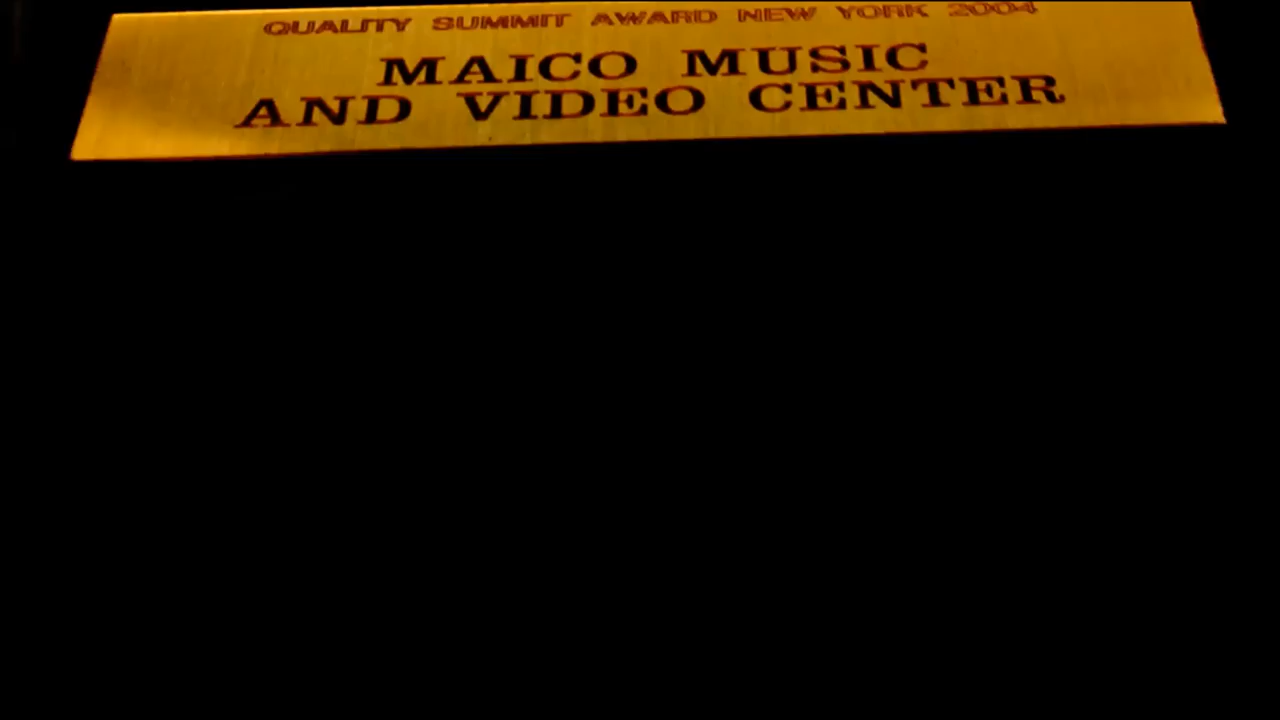 QUALITY SUMMIT AWARD NEW YORK 2004
MAICO MUSIC
AND VIDEO CENTER